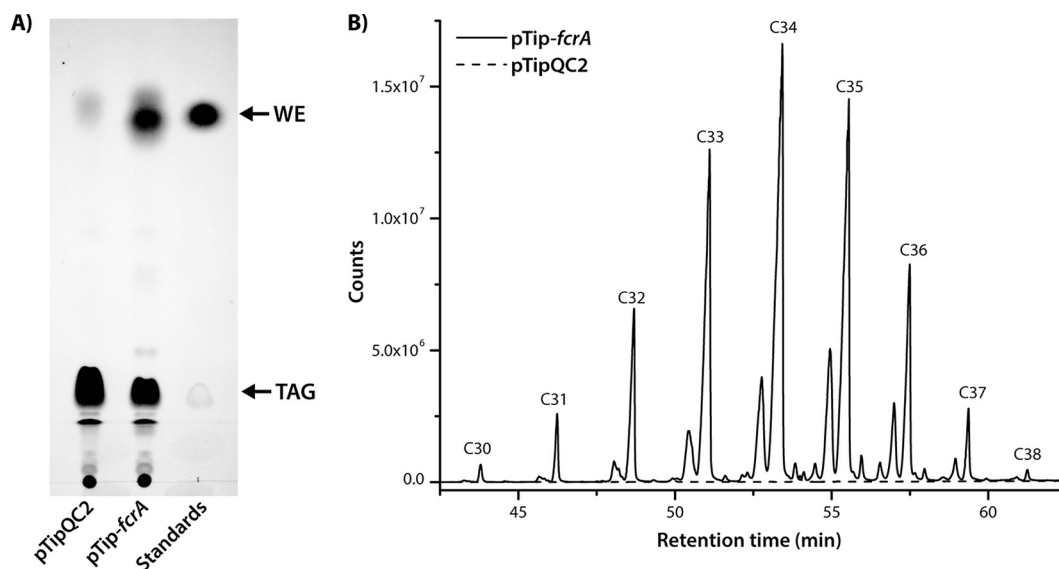 A)
WE
TAG
pTipQC2
pTip-fcrA
Standards
B)
pTip-fcrA
pTipQC2
1.5x10⁷
1.0x10⁷
5.0x10⁶
0.0
Counts
C30
C31
C32
C33
C34
C35
C36
C37
C38
45
50
55
60
Retention time (min)